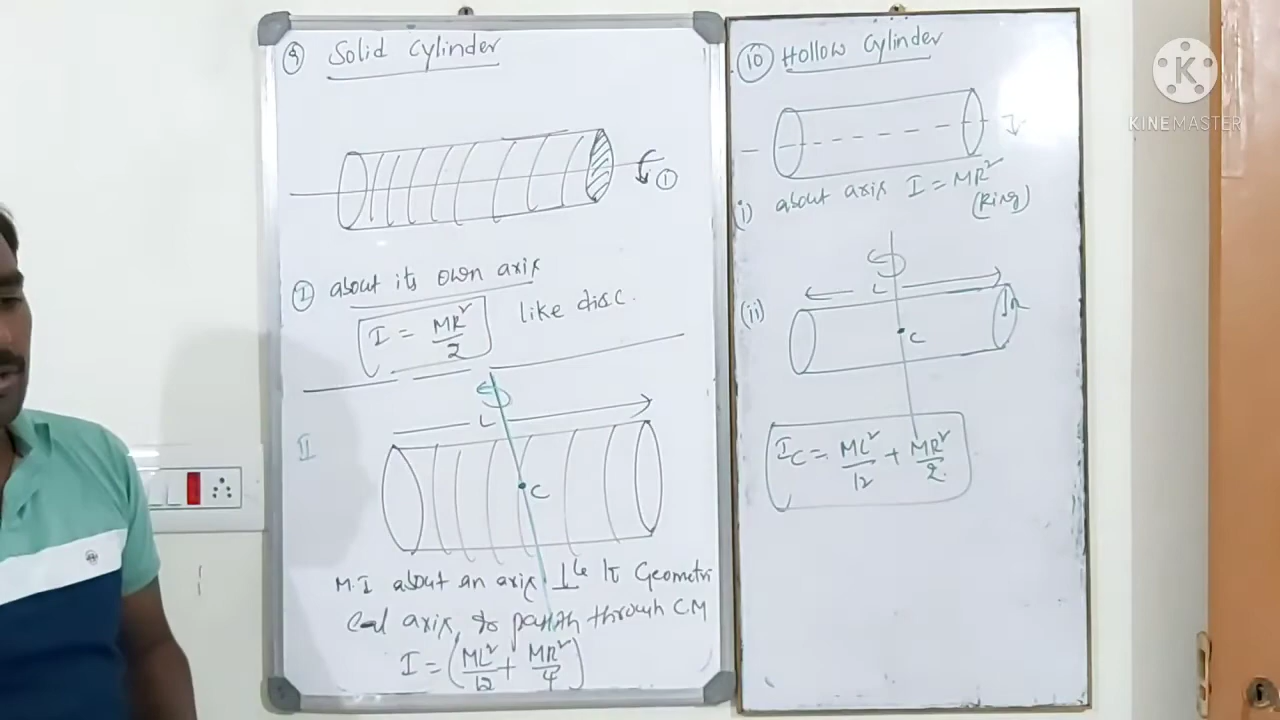 ⑨ Solid Cylinder
①
① about its own axis
I = MR²/2 like disc.
L
II
C
M.I about an axis ⊥le to Geometri
cal axis, & passin through C.M
I = (ML²/12 + MR²/4)
⑩ Hollow Cylinder
I
i) about axis I = MR²
(Ring)
L
(ii)
R
C
I_C = ML²/12 + MR²/2
K
KINEMASTER